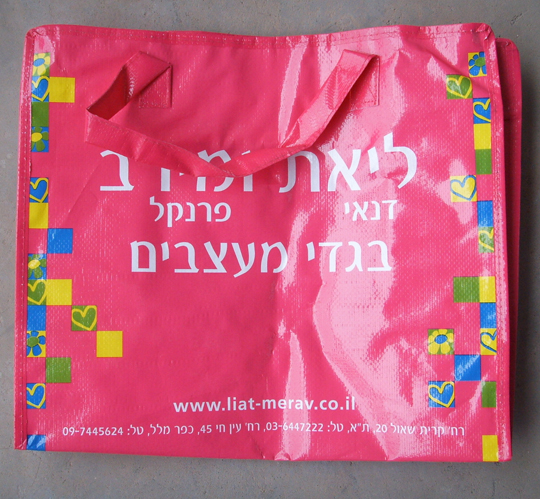 ליאת ומירב
דנאי פרנקל
בגדי מעצבים
www.liat-merav.co.il
רח' קרית שאול 20, ת"א, טל: 03-6447222, רח' עין חי 45, כפר מלל, טל: 09-7445624